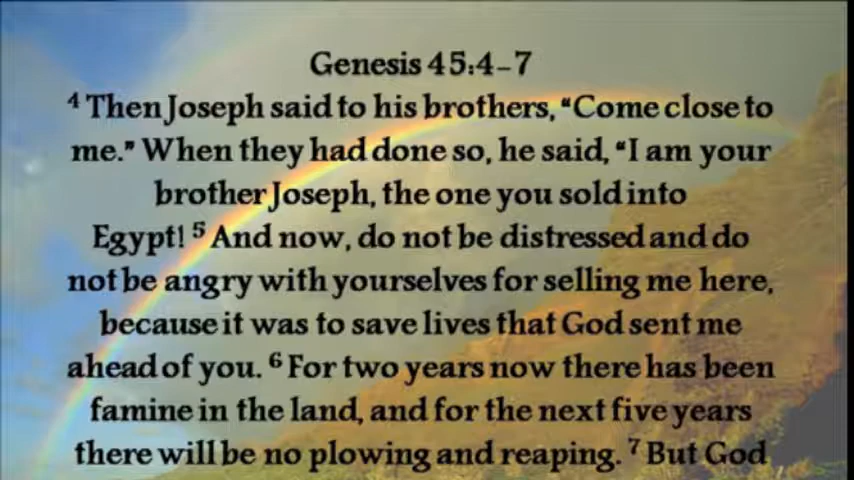 Genesis 45:4-7
4 Then Joseph said to his brothers, “Come close to
me.” When they had done so, he said, “I am your
brother Joseph, the one you sold into
Egypt! 5 And now, do not be distressed and do
not be angry with yourselves for selling me here,
because it was to save lives that God sent me
ahead of you. 6 For two years now there has been
famine in the land, and for the next five years
there will be no plowing and reaping. 7 But God